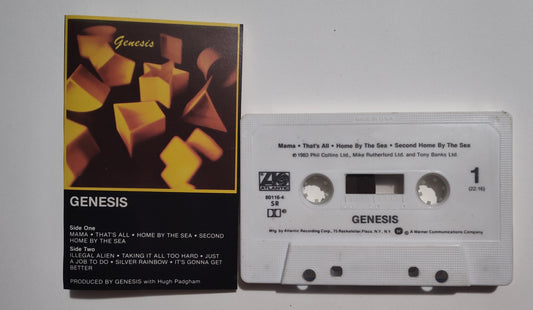 Genesis
GENESIS
Side One
MAMA • THAT'S ALL • HOME BY THE SEA • SECOND
HOME BY THE SEA
Side Two
ILLEGAL ALIEN • TAKING IT ALL TOO HARD • JUST
A JOB TO DO • SILVER RAINBOW • IT'S GONNA GET
BETTER
PRODUCED BY GENESIS with Hugh Padgham
Mama • That's All • Home By The Sea • Second Home By The Sea
℗ 1983 Phil Collins Ltd., Mike Rutherford Ltd. and Tony Banks Ltd.
ATLANTIC
80116-4
SR
1
(22:16)
GENESIS
Mfg. by Atlantic Recording Corp., 75 Rockefeller Plaza, N.Y., N.Y. A Warner Communications Company